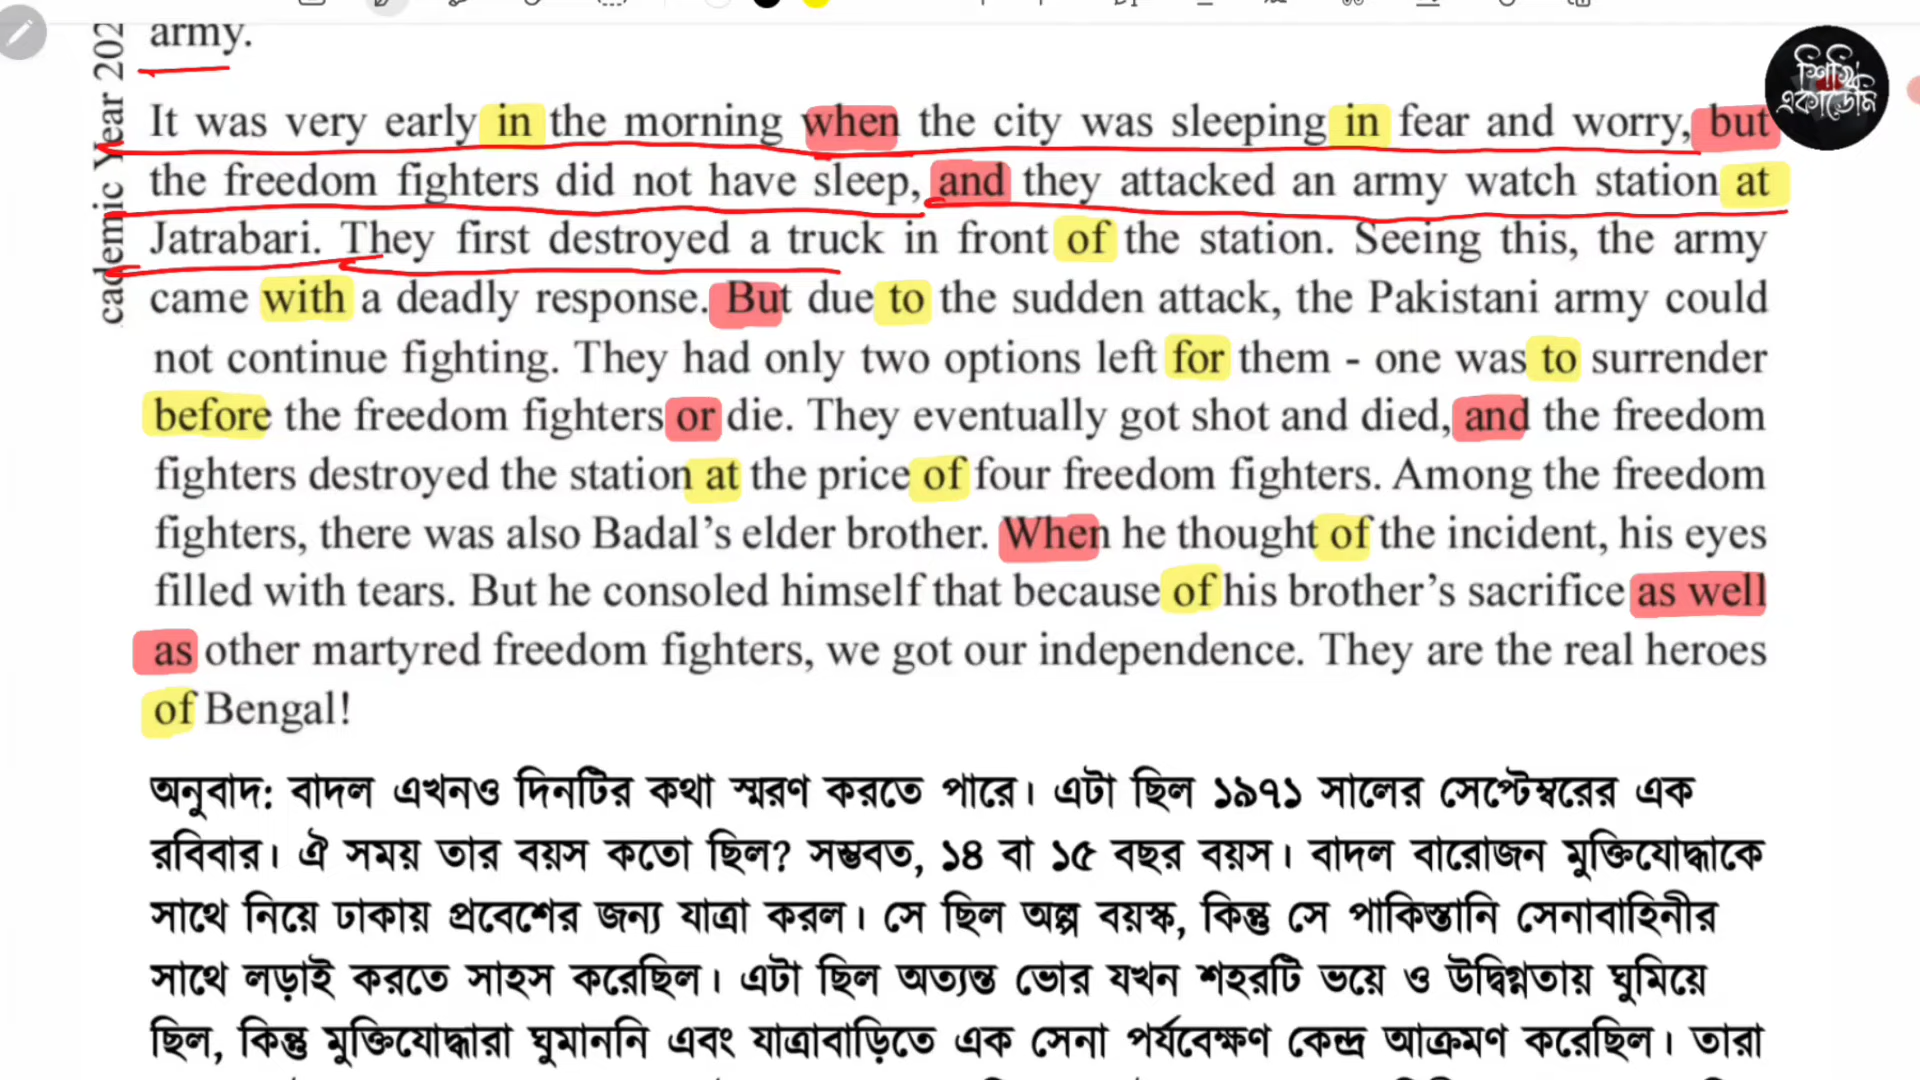 army.
cademic Year 202
It was very early in the morning when the city was sleeping in fear and worry, but
the freedom fighters did not have sleep, and they attacked an army watch station at
Jatrabari. They first destroyed a truck in front of the station. Seeing this, the army
came with a deadly response. But due to the sudden attack, the Pakistani army could
not continue fighting. They had only two options left for them - one was to surrender
before the freedom fighters or die. They eventually got shot and died, and the freedom
fighters destroyed the station at the price of four freedom fighters. Among the freedom
fighters, there was also Badal’s elder brother. When he thought of the incident, his eyes
filled with tears. But he consoled himself that because of his brother’s sacrifice as well
as other martyred freedom fighters, we got our independence. They are the real heroes
of Bengal!
অনুবাদ: বাদল এখনও দিনটির কথা স্মরণ করতে পারে। এটা ছিল ১৯৭১ সালের সেপ্টেম্বরের এক
রবিবার। ঐ সময় তার বয়স কতো ছিল? সম্ভবত, ১৪ বা ১৫ বছর বয়স। বাদল বারোজন মুক্তিযোদ্ধাকে
সাথে নিয়ে ঢাকায় প্রবেশের জন্য যাত্রা করল। সে ছিল অল্প বয়স্ক, কিন্তু সে পাকিস্তানি সেনাবাহিনীর
সাথে লড়াই করতে সাহস করেছিল। এটা ছিল অত্যন্ত ভোর যখন শহরটি ভয়ে ও উদ্বিগ্নতায় ঘুমিয়ে
ছিল, কিন্তু মুক্তিযোদ্ধারা ঘুমাননি এবং যাত্রাবাড়িতে এক সেনা পর্যবেক্ষণ কেন্দ্র আক্রমণ করেছিল। তারা